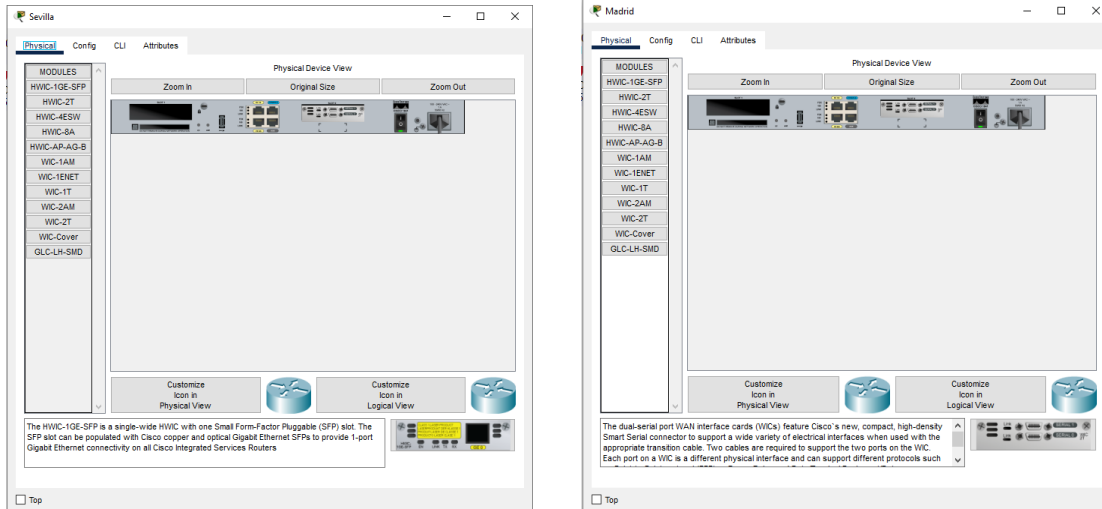 Sevilla
Physical Config CLI Attributes
MODULES
HWIC-1GE-SFP
HWIC-2T
HWIC-4ESW
HWIC-8A
HWIC-AP-AG-B
WIC-1AM
WIC-1ENET
WIC-1T
WIC-2AM
WIC-2T
WIC-Cover
GLC-LH-SMD
Physical Device View
Zoom In Original Size Zoom Out
Customize
Icon in
Physical View
Customize
Icon in
Logical View
The HWIC-1GE-SFP is a single-wide HWIC with one Small Form-Factor Pluggable (SFP) slot. The
SFP slot can be populated with Cisco copper and optical Gigabit Ethernet SFPs to provide 1-port
Gigabit Ethernet connectivity on all Cisco Integrated Services Routers
Top
Madrid
Physical Config CLI Attributes
MODULES
HWIC-1GE-SFP
HWIC-2T
HWIC-4ESW
HWIC-8A
HWIC-AP-AG-B
WIC-1AM
WIC-1ENET
WIC-1T
WIC-2AM
WIC-2T
WIC-Cover
GLC-LH-SMD
Physical Device View
Zoom In Original Size Zoom Out
Customize
Icon in
Physical View
Customize
Icon in
Logical View
The dual-serial port WAN interface cards (WICs) feature Cisco`s new, compact, high-density
Smart Serial connector to support a wide variety of electrical interfaces when used with the
appropriate transition cable. Two cables are required to support the two ports on the WIC.
Each port on a WIC is a different physical interface and can support different protocols such
Top